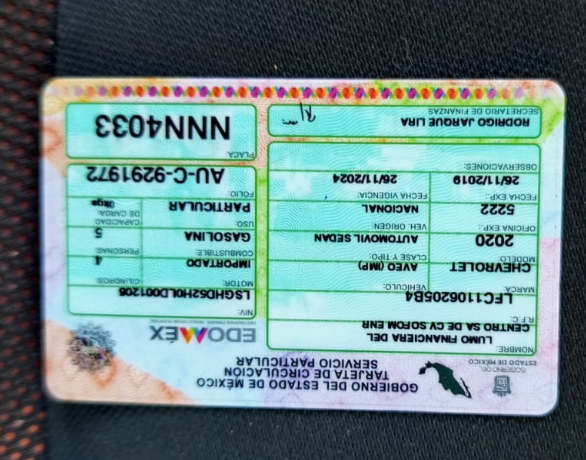 GOBIERNO DEL
ESTADO DE MÉXICO
GOBIERNO DEL ESTADO DE MÉXICO
TARJETA DE CIRCULACIÓN
SERVICIO PARTICULAR
EDOMÉX
NOMBRE:
LUMO FINANCIERA DEL
CENTRO SA DE CV SOFOM ENR
R.F.C.
LFC1106205B4
MARCA: VEHÍCULO:
CHEVROLET AVEO (IMP)
MODELO: CLASE Y TIPO:
2020 AUTOMOVIL SEDAN
OFICINA EXP.: VEH. ORIGEN:
5222 NACIONAL
FECHA EXP.: FECHA VIGENCIA:
26/11/2019 26/11/2024
OBSERVACIONES:
RODRIGO JARQUE LIRA
SECRETARIO DE FINANZAS
NIV:
LSGHD52H0LD001206
MOTOR: CILINDROS:
IMPORTADO 4
COMBUSTIBLE: PERSONAS:
GASOLINA 5
USO: CAPACIDAD
DE CARGA:
PARTICULAR 0kgs
FOLIO:
AU-C-9291972
PLACA:
NNN4033